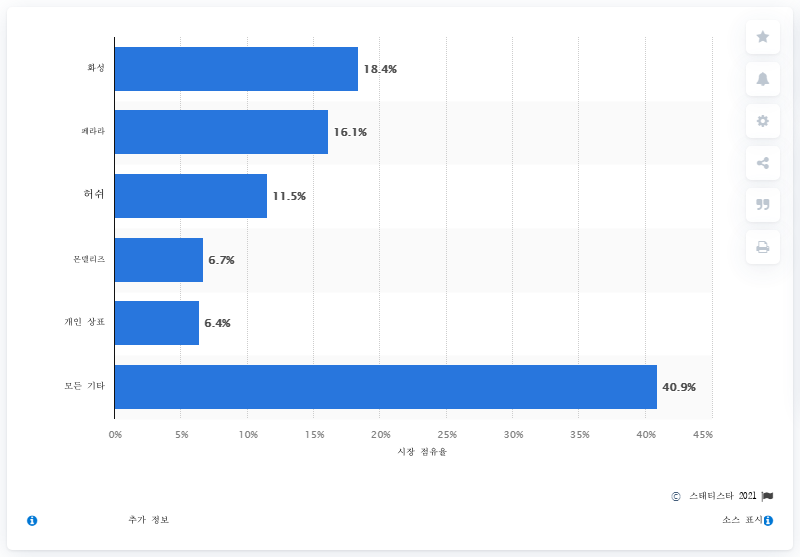 화성
18.4%
페라라
16.1%
허쉬
11.5%
몬델리즈
6.7%
개인 상표
6.4%
모든 기타
40.9%
0% 5% 10% 15% 20% 25% 30% 35% 40% 45%
시장 점유율
© 스태티스타 2021
추가 정보
소스 표시